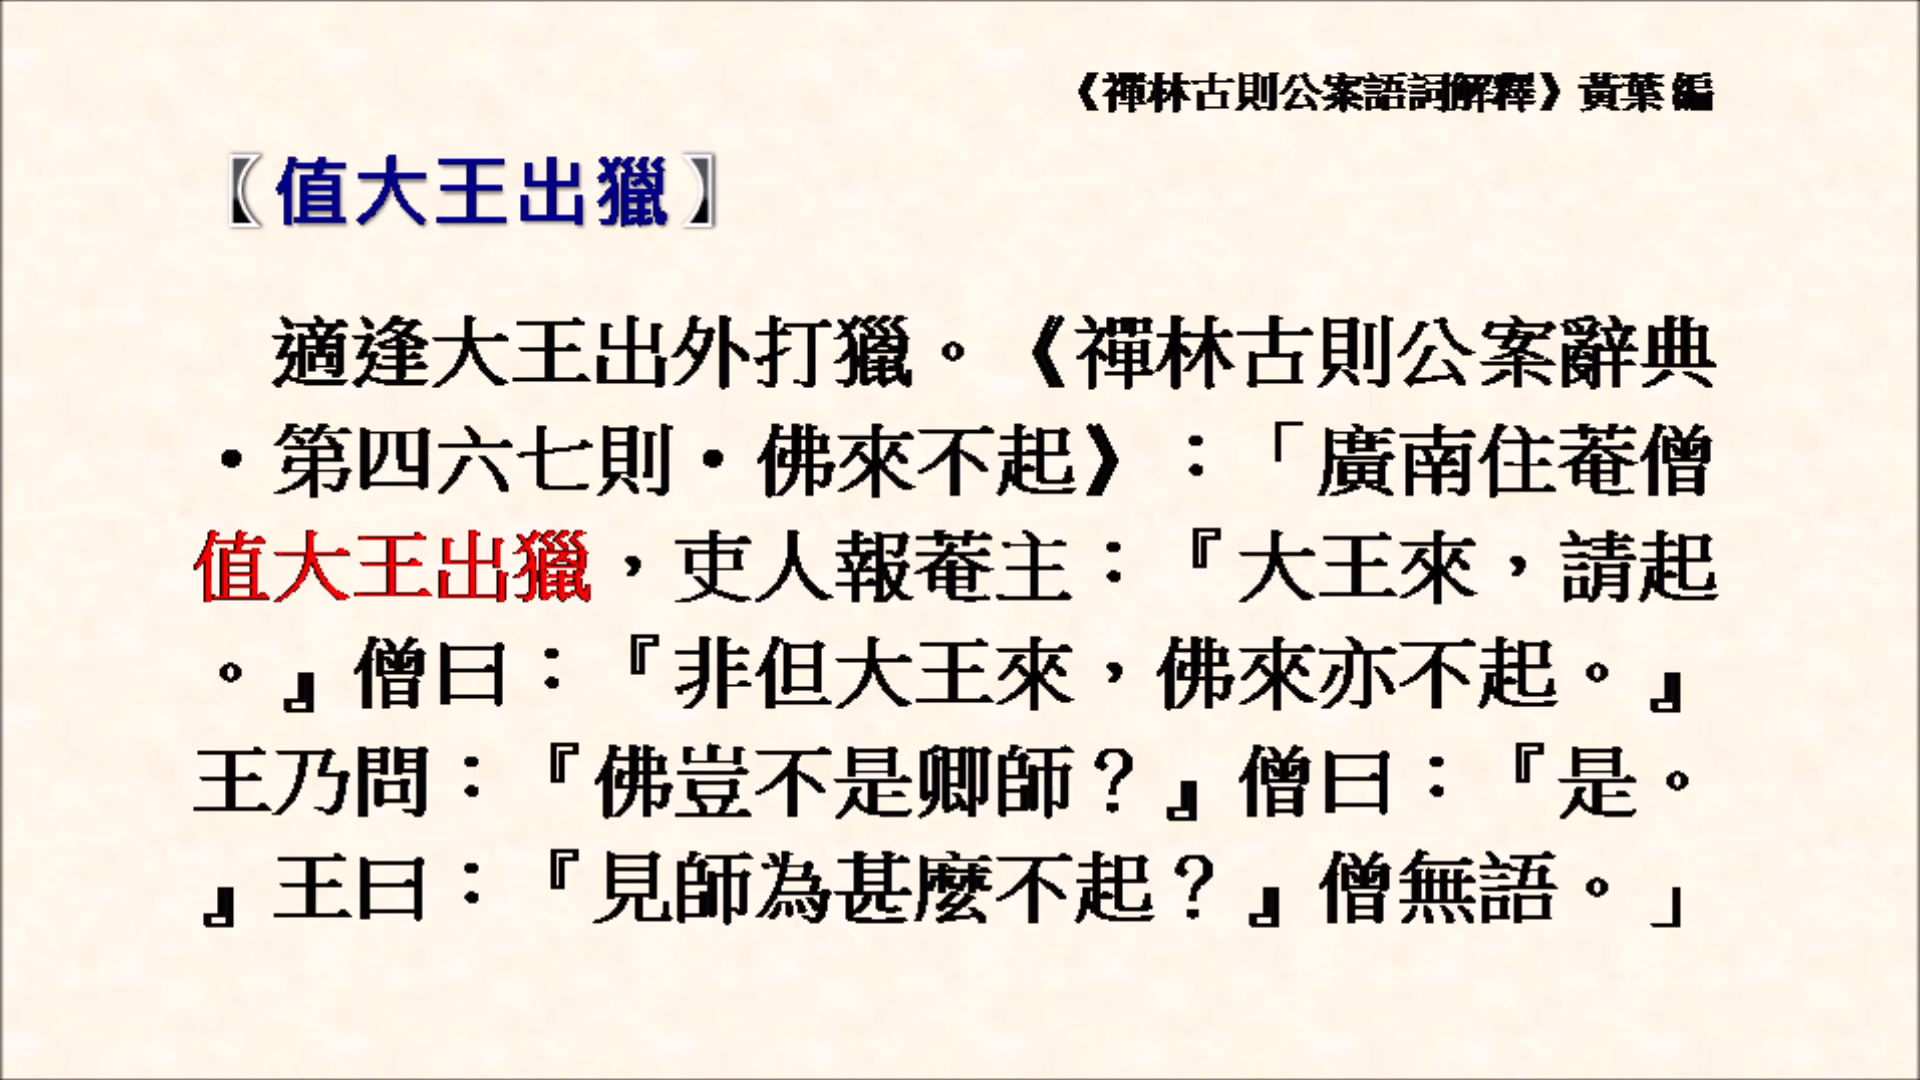 《禪林古則公案語詞解釋》黃葉 編
〖值大王出獵〗
適逢大王出外打獵。《禪林古則公案辭典
•第四六七則•佛來不起》：「廣南住菴僧
值大王出獵，吏人報菴主：『大王來，請起
。』僧曰：『非但大王來，佛來亦不起。』
王乃問：『佛豈不是卿師？』僧曰：『是。
』王曰：『見師為甚麼不起？』僧無語。」